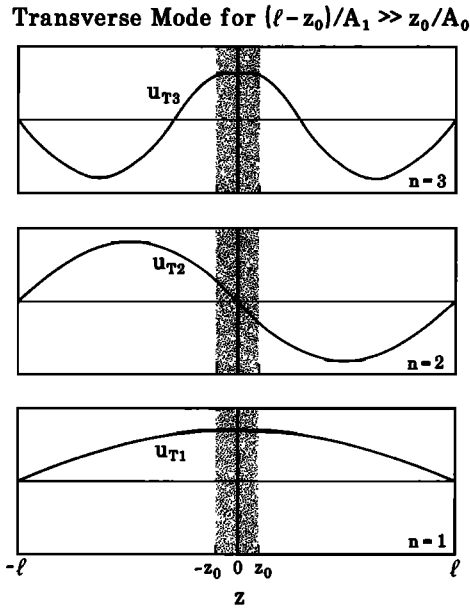 Transverse Mode for (ℓ-z₀)/A₁ ≫ z₀/A₀
u_T3
n=3
u_T2
n=2
u_T1
n=1
-ℓ -z₀ 0 z₀ ℓ
z